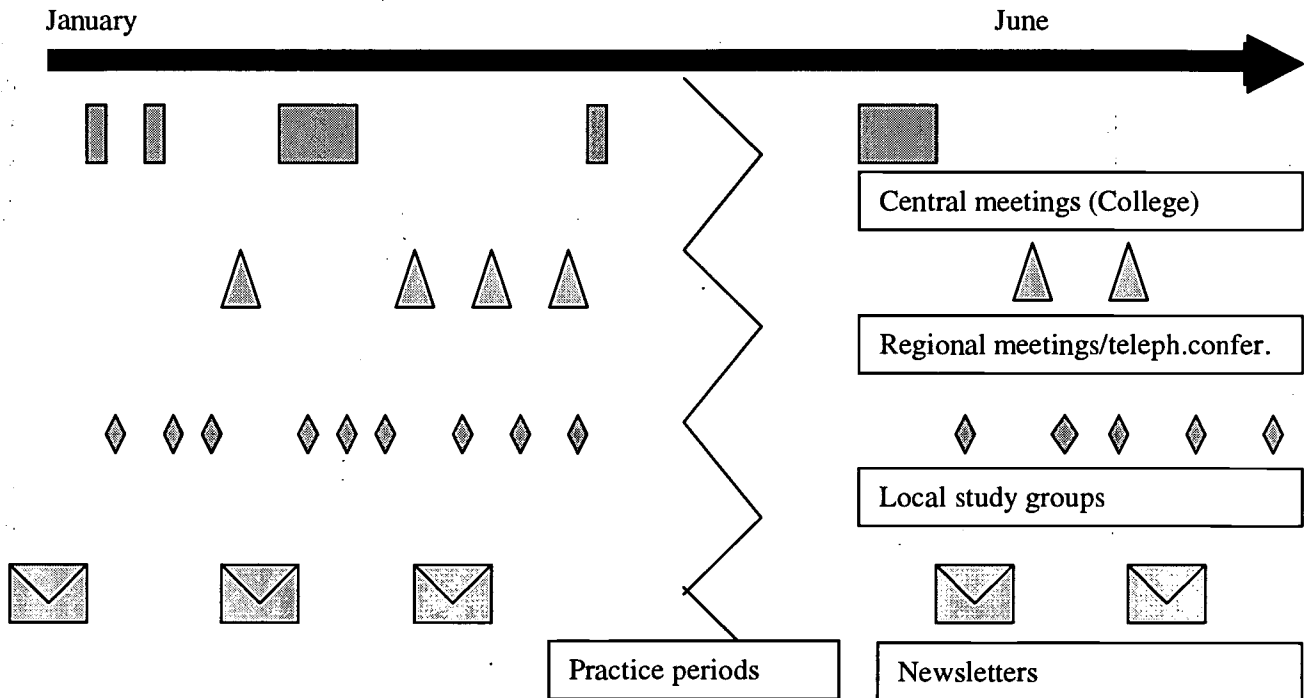 January
June
Central meetings (College)
Regional meetings/teleph.confer.
Local study groups
Practice periods
Newsletters